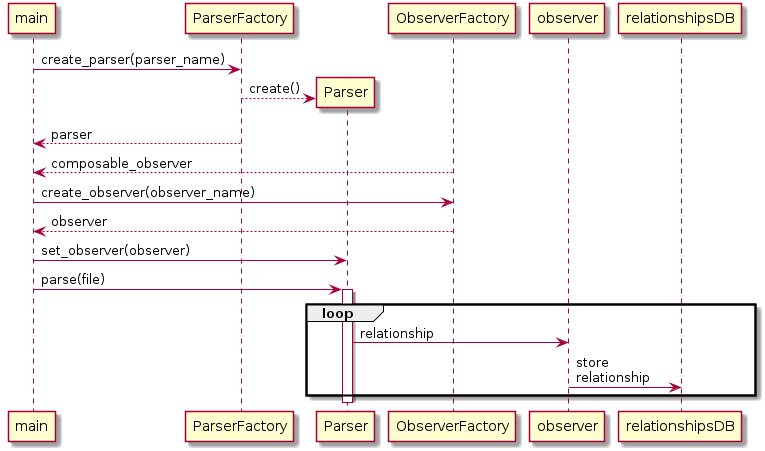 main ParserFactory ObserverFactory observer relationshipsDB
create_parser(parser_name)
create()
Parser
parser
composable_observer
create_observer(observer_name)
observer
set_observer(observer)
parse(file)
loop
relationship
store
relationship
main ParserFactory Parser ObserverFactory observer relationshipsDB